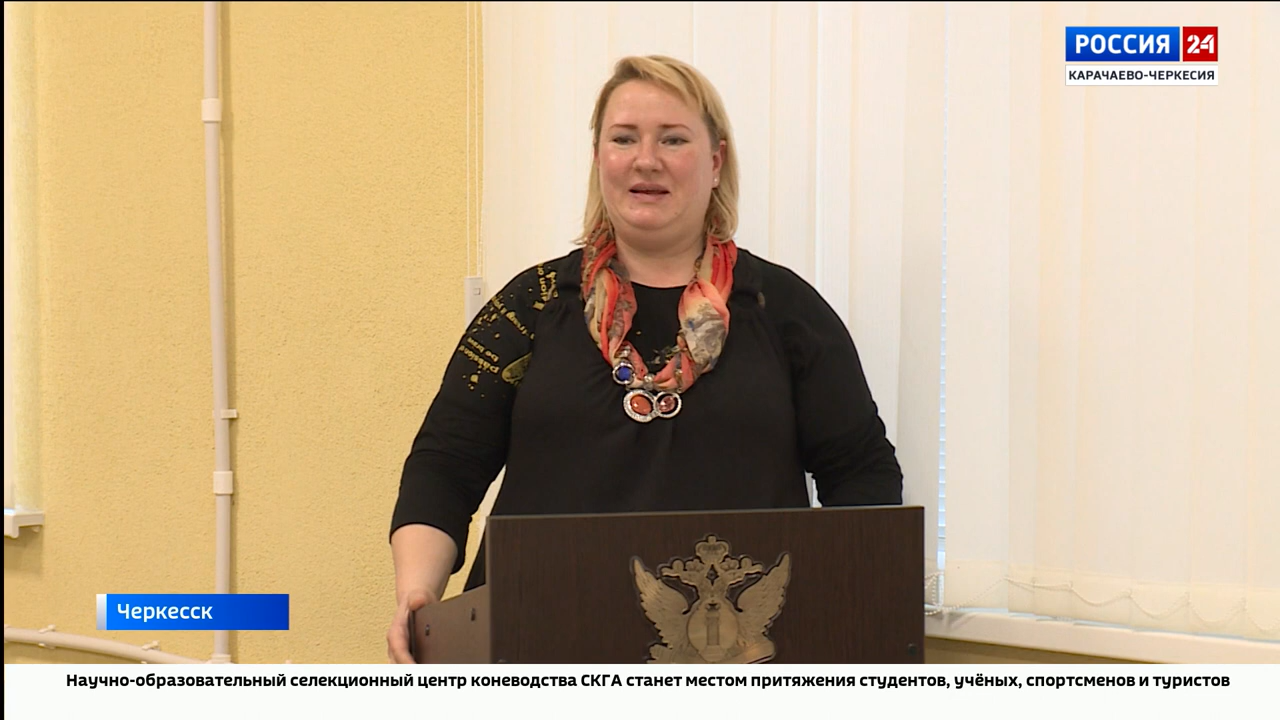 РОССИЯ 24
КАРАЧАЕВО-ЧЕРКЕСИЯ
Черкесск
Научно-образовательный селекционный центр коневодства СКГА станет местом притяжения студентов, учёных, спортсменов и туристов